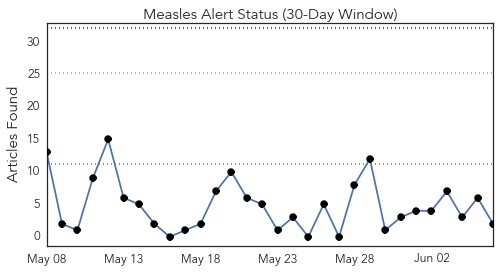 Measles Alert Status (30-Day Window)
Articles Found
30
25
20
15
10
5
0
May 08 May 13 May 18 May 23 May 28 Jun 02